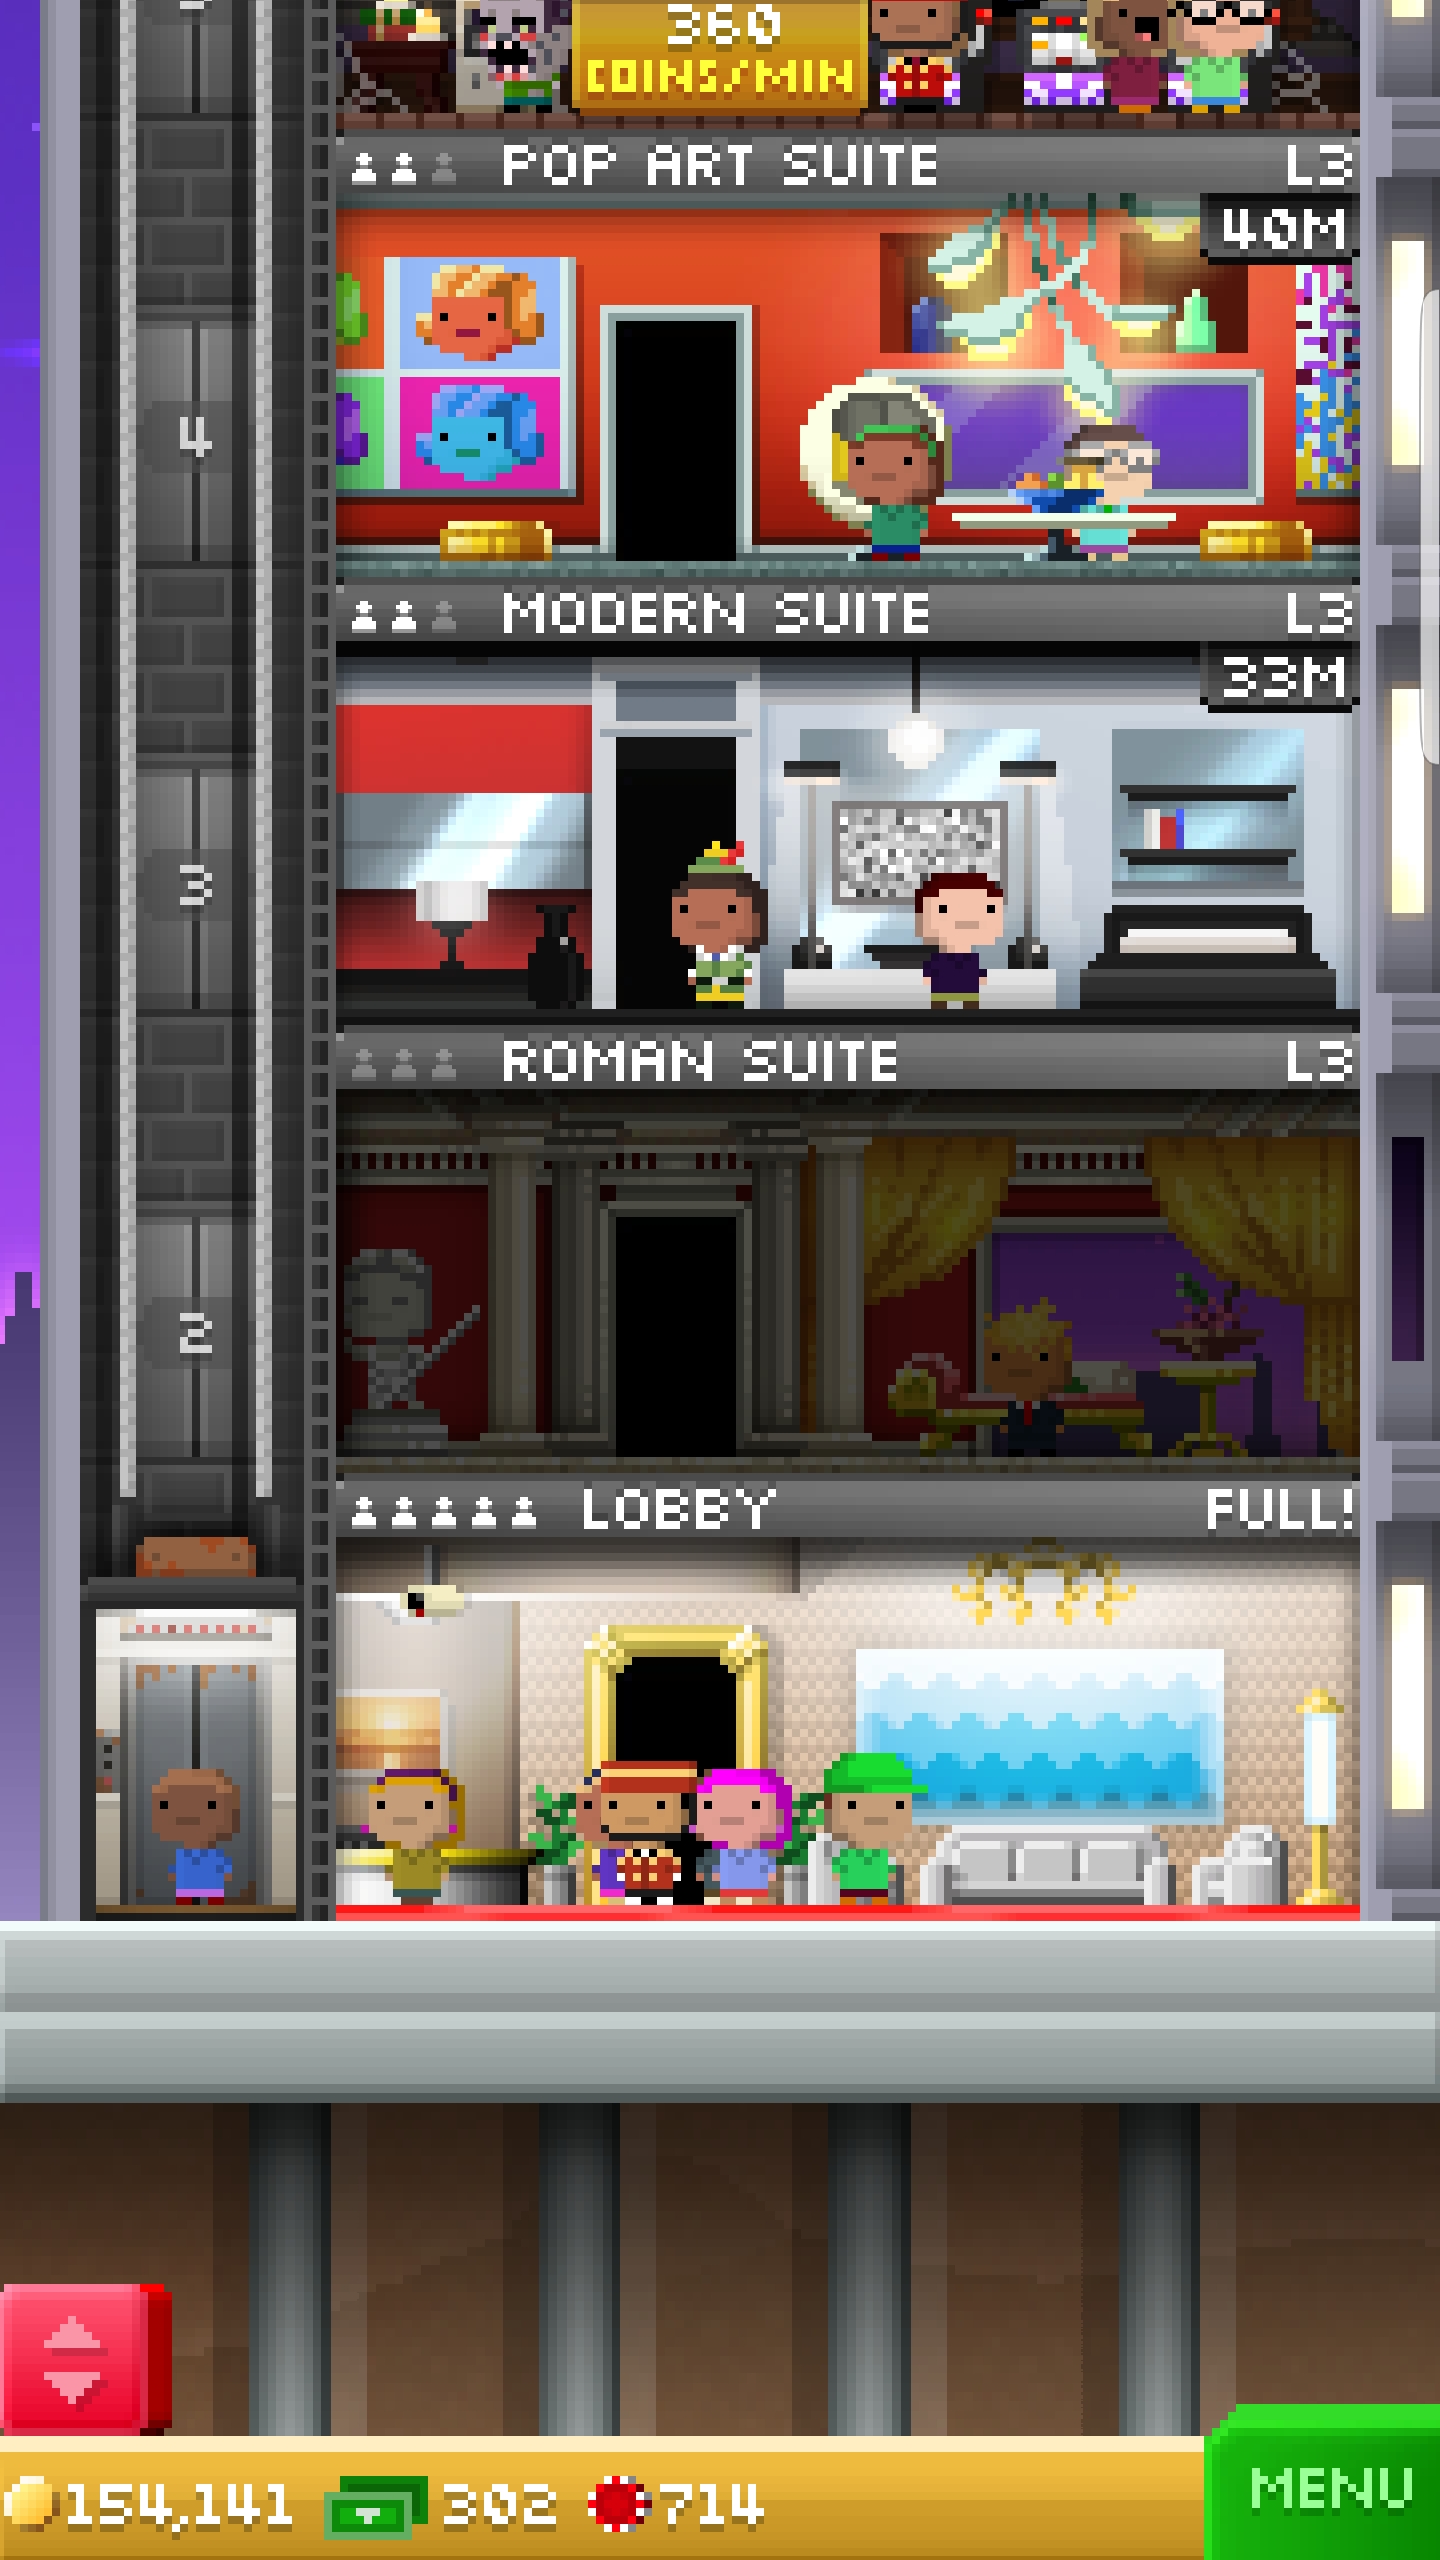 360
COINS/MIN
POP ART SUITE L3
40M
4
MODERN SUITE L3
33M
3
ROMAN SUITE L3
2
LOBBY FULL!
154,141 302 714
MENU